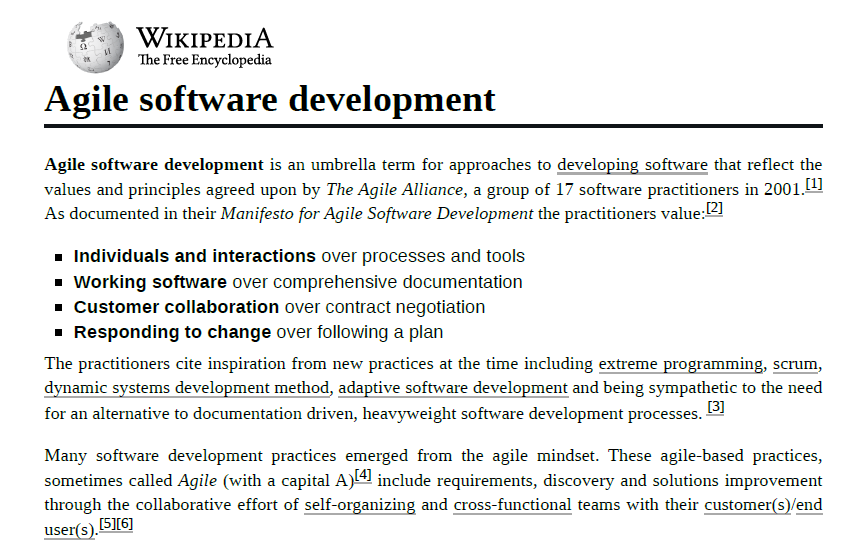 WIKIPEDIA
The Free Encyclopedia
Agile software development
Agile software development is an umbrella term for approaches to developing software that reflect the
values and principles agreed upon by The Agile Alliance, a group of 17 software practitioners in 2001.[1]
As documented in their Manifesto for Agile Software Development the practitioners value:[2]
Individuals and interactions over processes and tools
Working software over comprehensive documentation
Customer collaboration over contract negotiation
Responding to change over following a plan
The practitioners cite inspiration from new practices at the time including extreme programming, scrum,
dynamic systems development method, adaptive software development and being sympathetic to the need
for an alternative to documentation driven, heavyweight software development processes. [3]
Many software development practices emerged from the agile mindset. These agile-based practices,
sometimes called Agile (with a capital A)[4] include requirements, discovery and solutions improvement
through the collaborative effort of self-organizing and cross-functional teams with their customer(s)/end
user(s).[5][6]